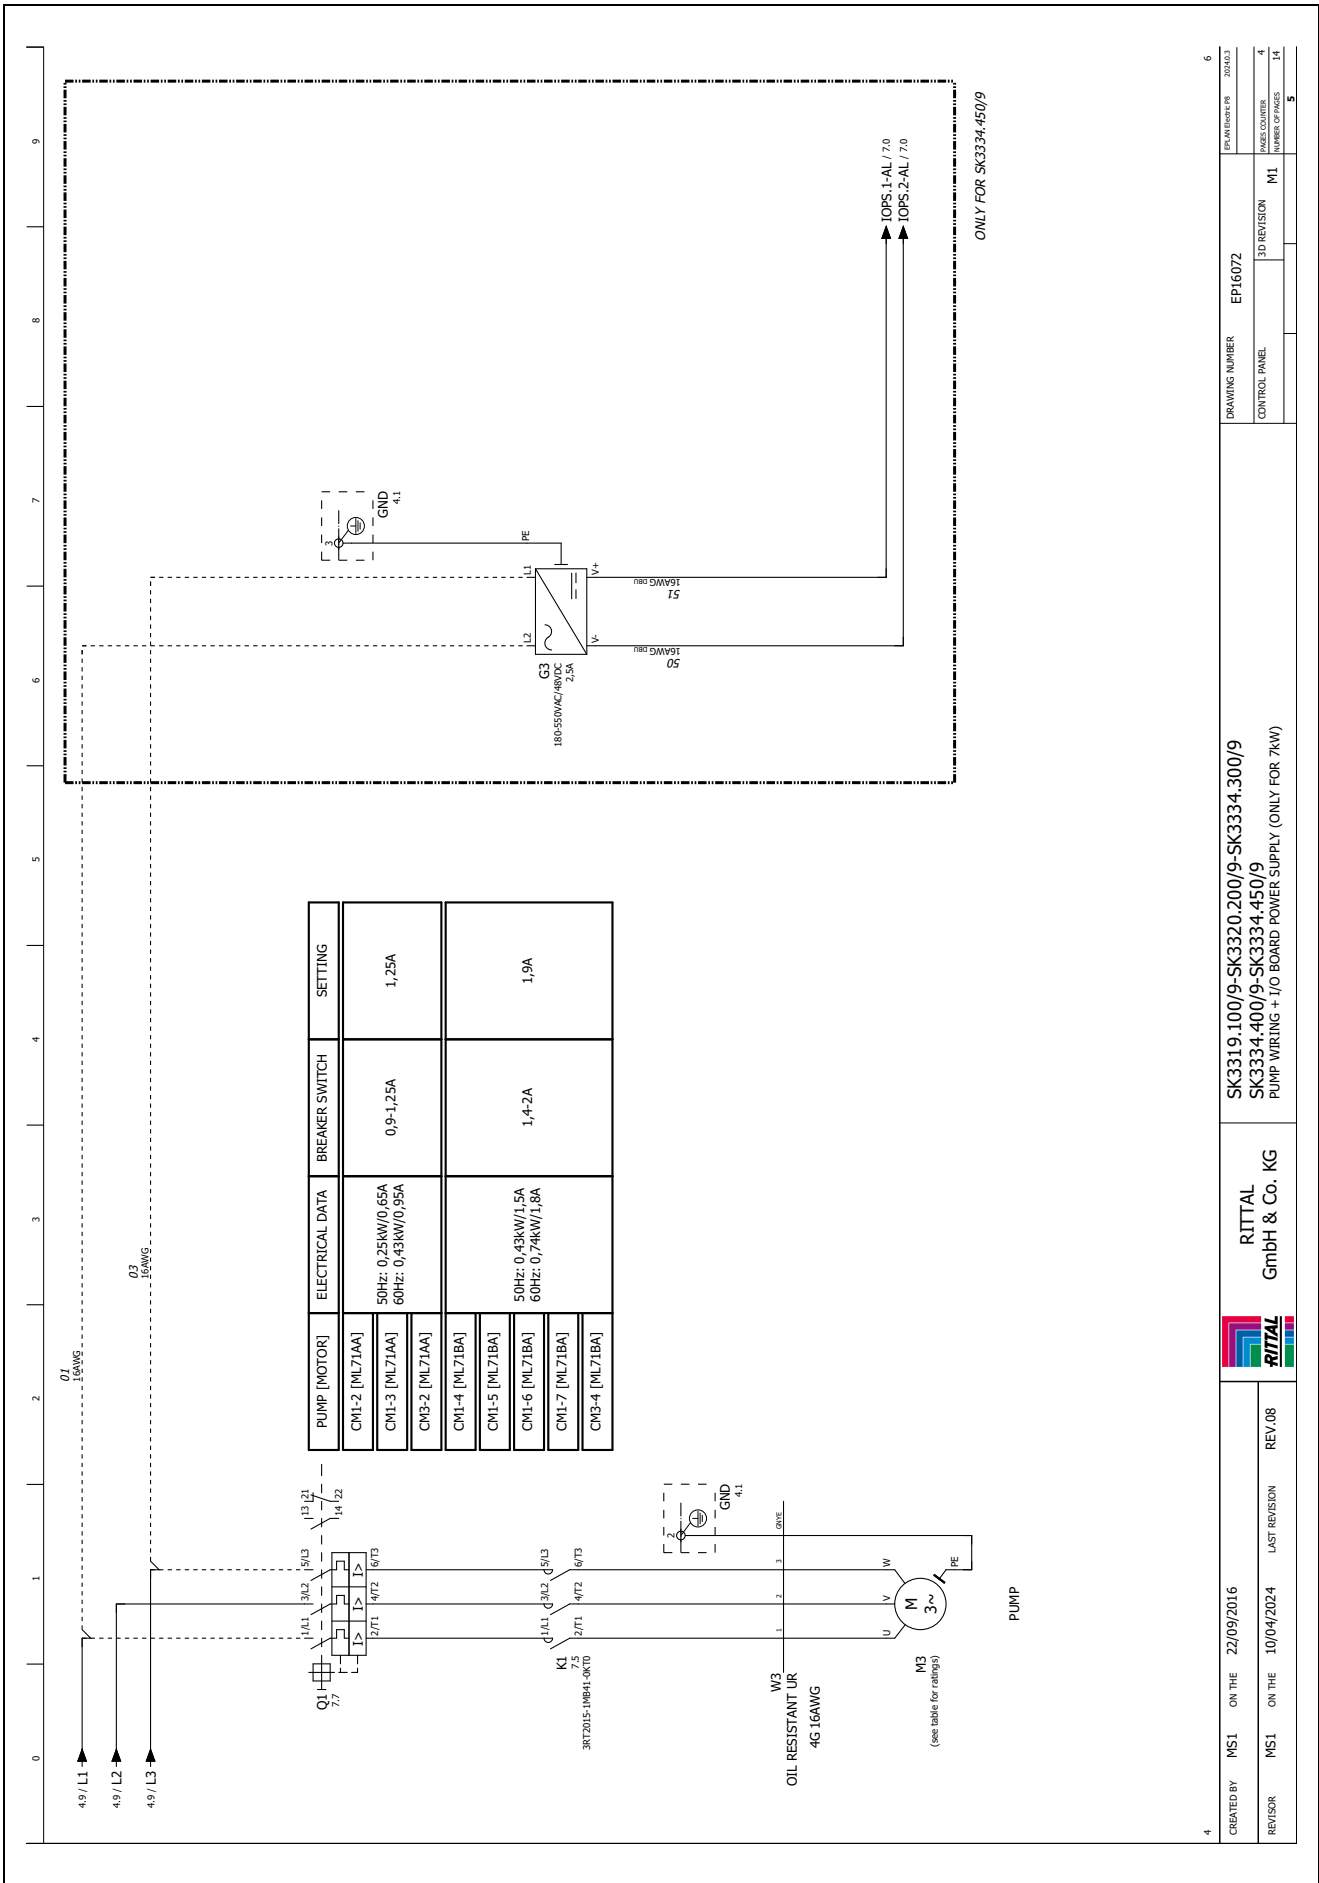 0 1 2 3 4 5 6 7 8 9
4.9 / L1
4.9 / L2
4.9 / L3
01
16AWG
03
16AWG
Q1
7.7
1/L1 3/L2 5/L3 13 21
14 22
I> I> I>
2/T1 4/T2 6/T3
K1
7.5
3RT2015-1MB41-0KT0
1/L1 3/L2 5/L3
2/T1 4/T2 6/T3
2
GND
4.1
W3
OIL RESISTANT UR
4G 16AWG
1 2 3 GNYE
M3
(see table for ratings)
U V W
M
3~
PE
PUMP
PUMP [MOTOR] ELECTRICAL DATA BREAKER SWITCH SETTING
CM1-2 [ML71AA]
CM1-3 [ML71AA]
CM3-2 [ML71AA]
50Hz: 0,25kW/0,65A
60Hz: 0,43kW/0,95A
0,9-1,25A
1,25A
CM1-4 [ML71BA]
CM1-5 [ML71BA]
CM1-6 [ML71BA]
CM1-7 [ML71BA]
CM3-4 [ML71BA]
50Hz: 0,43kW/1,5A
60Hz: 0,74kW/1,8A
1,4-2A
1,9A
3
GND
4.1
PE
L2 L1
G3
180-550VAC/48VDC
2,5A
V- V+
50
16AWG DBU
51
16AWG DBU
IOPS.1-AL / 7.0
IOPS.2-AL / 7.0
ONLY FOR SK3334.450/9
4
6
CREATED BY MS1 ON THE 22/09/2016
REVISOR MS1 ON THE 10/04/2024 LAST REVISION REV.08
RITTAL
RITTAL
GmbH & Co. KG
SK3319.100/9-SK3320.200/9-SK3334.300/9
SK3334.400/9-SK3334.450/9
PUMP WIRING + I/O BOARD POWER SUPPLY (ONLY FOR 7kW)
DRAWING NUMBER EP16072
CONTROL PANEL 3D REVISION M1
EPLAN Electric P8 2024.0.3
PAGES COUNTER 4
NUMBER OF PAGES 14
5